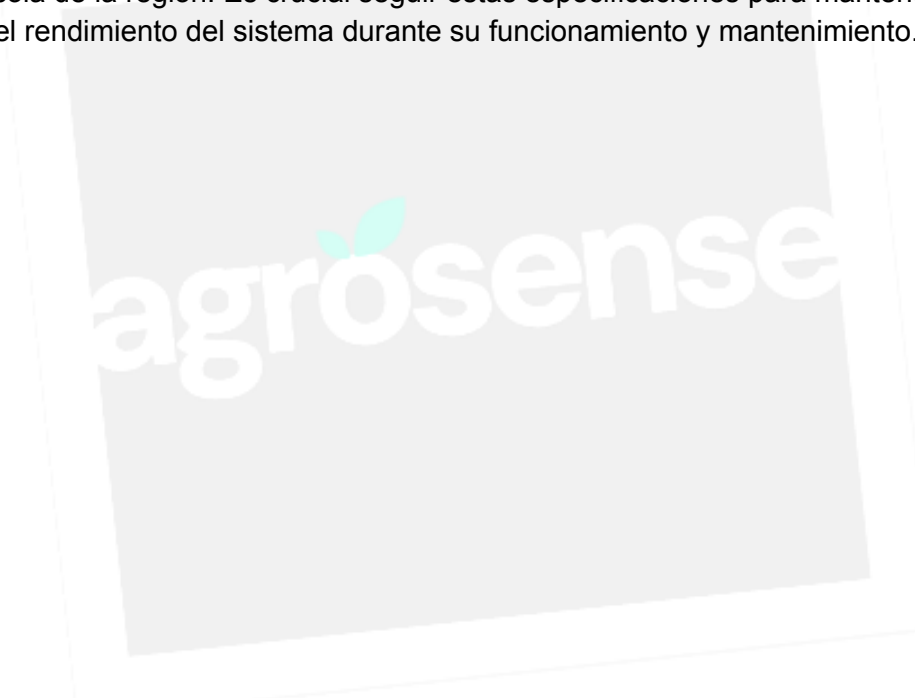 de la región. Es crucial seguir estas especificaciones para
el rendimiento del sistema durante su funcionamiento y mantenimiento.
agrosense